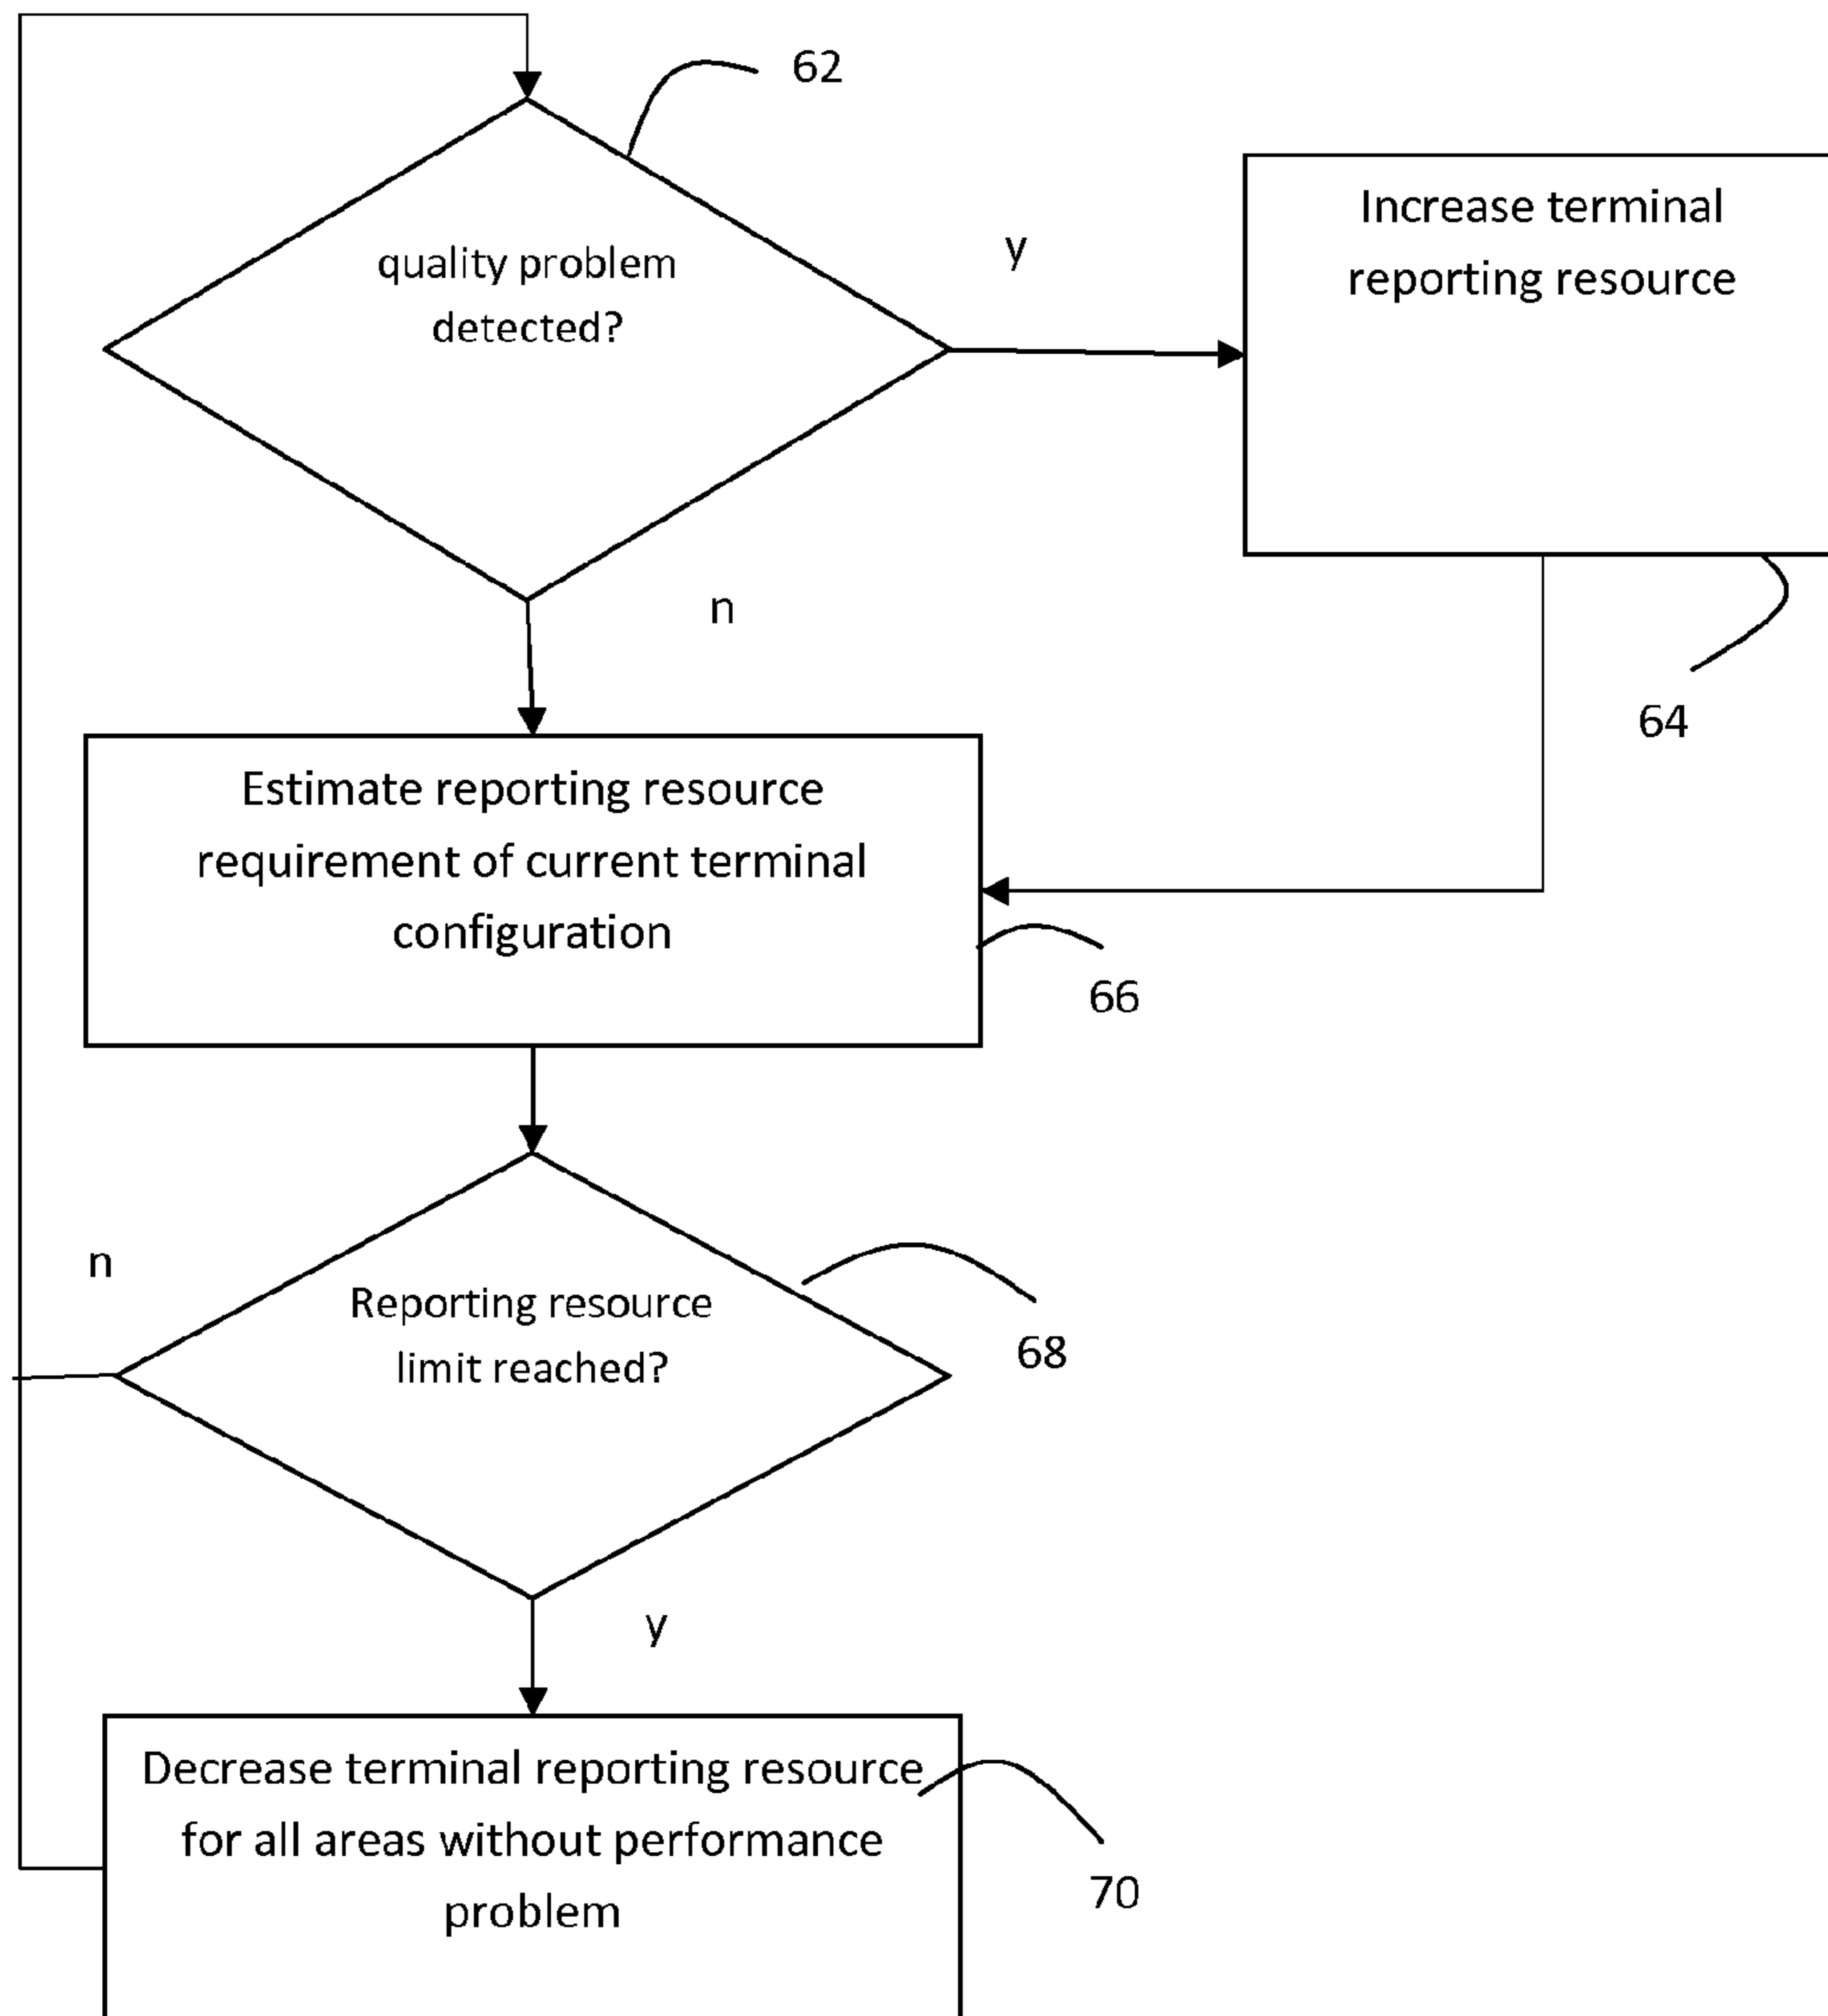 62
quality problem
detected?
y
Increase terminal
reporting resource
n
64
Estimate reporting resource
requirement of current terminal
configuration
66
n
Reporting resource
limit reached?
68
y
Decrease terminal reporting resource
for all areas without performance
problem
70